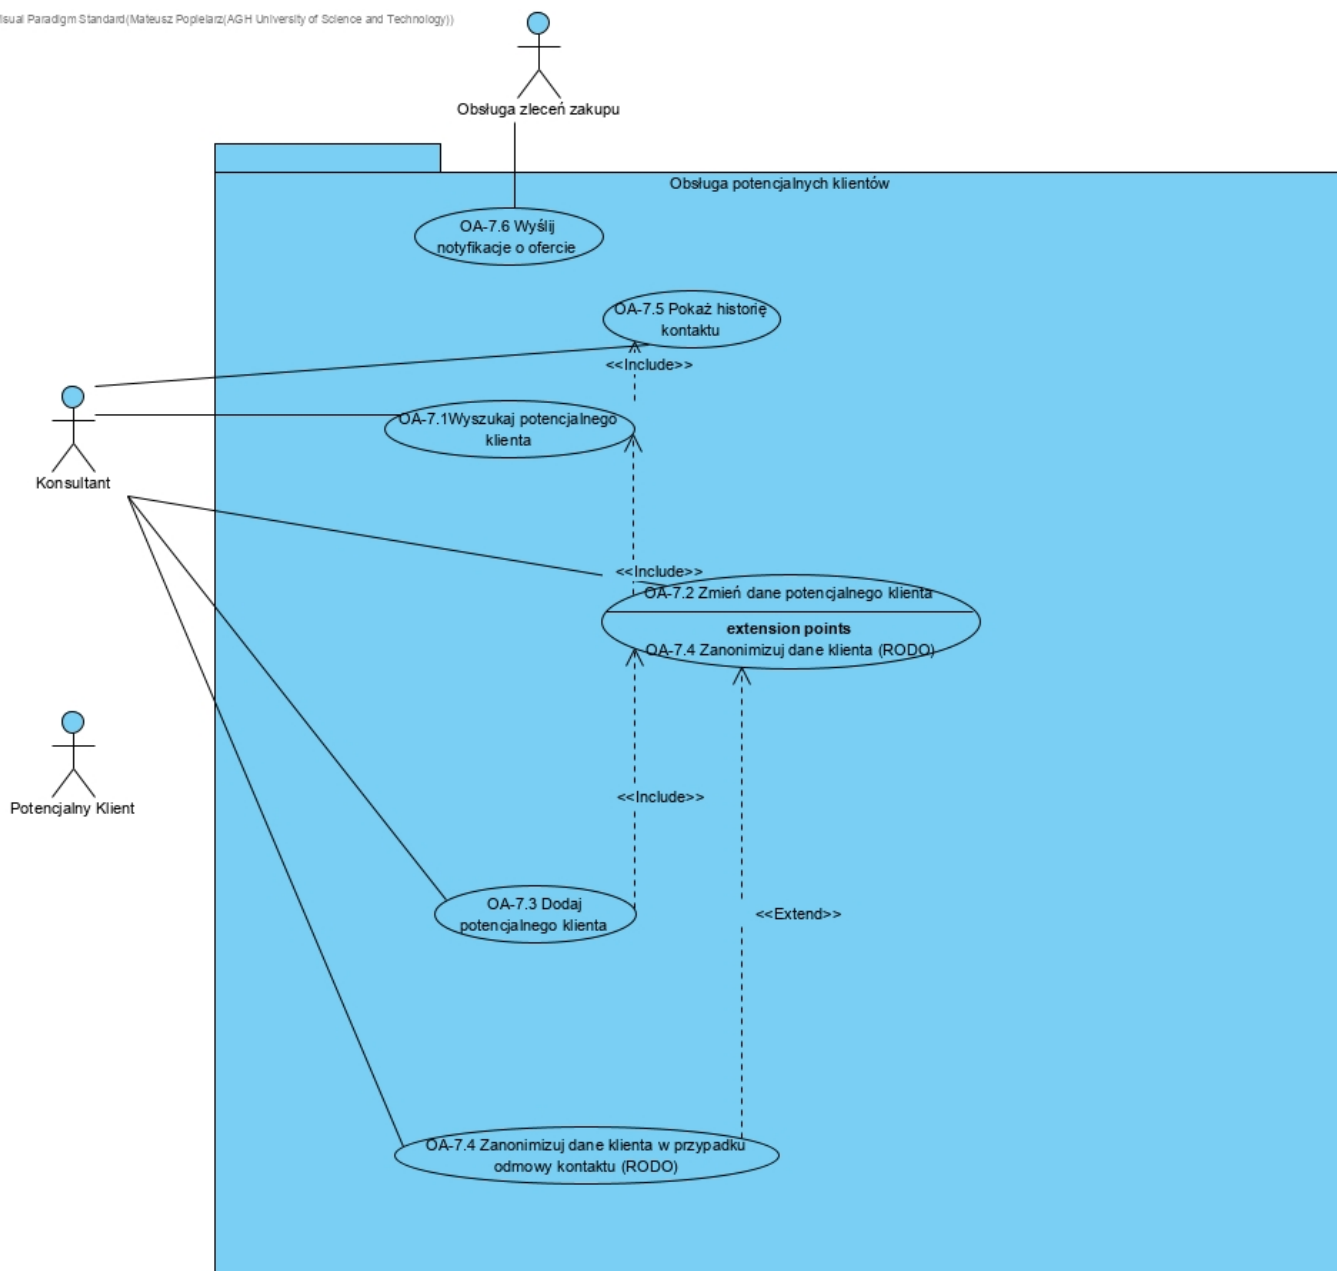 isual Paradigm Standard(Mateusz Popielarz(AGH University of Science and Technology))
Obsługa zleceń zakupu
Obsługa potencjalnych klientów
OA-7.6 Wyślij
notyfikacje o ofercie
OA-7.5 Pokaż historię
kontaktu
<<Include>>
OA-7.1Wyszukaj potencjalnego
klienta
Konsultant
<<Include>>
OA-7.2 Zmień dane potencjalnego klienta
extension points
OA-7.4 Zanonimizuj dane klienta (RODO)
Potencjalny Klient
<<Include>>
OA-7.3 Dodaj
potencjalnego klienta
<<Extend>>
OA-7.4 Zanonimizuj dane klienta w przypadku
odmowy kontaktu (RODO)